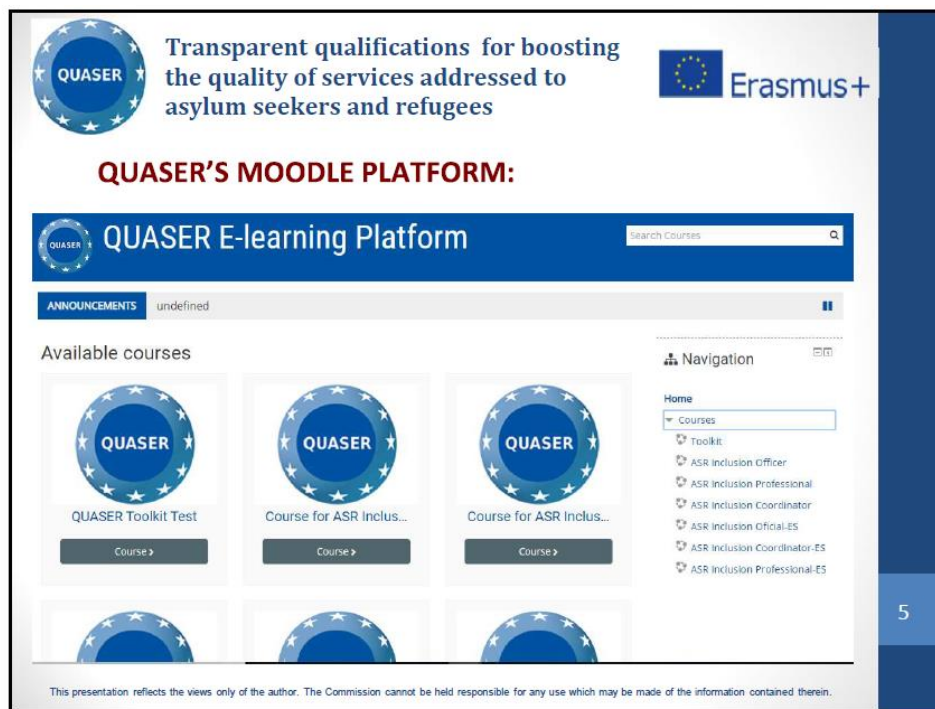 QUASER
Transparent qualifications for boosting
the quality of services addressed to
asylum seekers and refugees
Erasmus+
QUASER'S MOODLE PLATFORM:
QUASER
QUASER E-learning Platform
Search Courses
ANNOUNCEMENTS undefined
Available courses
QUASER
QUASER Toolkit Test
Course
QUASER
Course for ASR Inclus...
Course
QUASER
Course for ASR Inclus...
Course
Navigation
Home
Courses
Toolkit
ASR Inclusion Officer
ASR Inclusion Professional
ASR Inclusion Coordinator
ASR Inclusion Oficial-ES
ASR Inclusion Coordinator-ES
ASR Inclusion Professional-ES
5
This presentation reflects the views only of the author. The Commission cannot be held responsible for any use which may be made of the information contained therein.